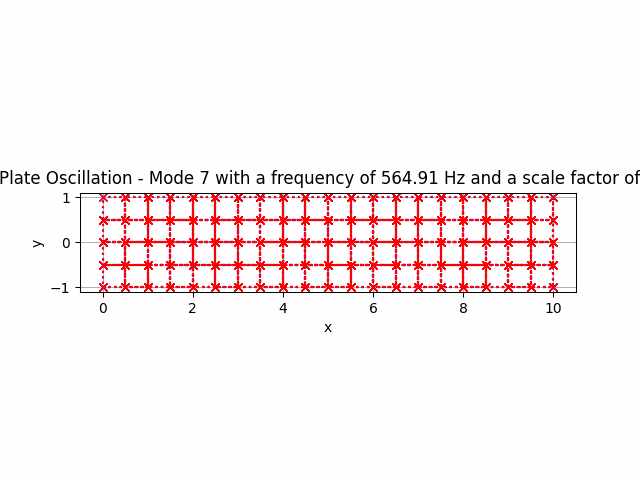 Plate Oscillation - Mode 7 with a frequency of 564.91 Hz and a scale factor of
1
0
−1
y
0 2 4 6 8 10
x